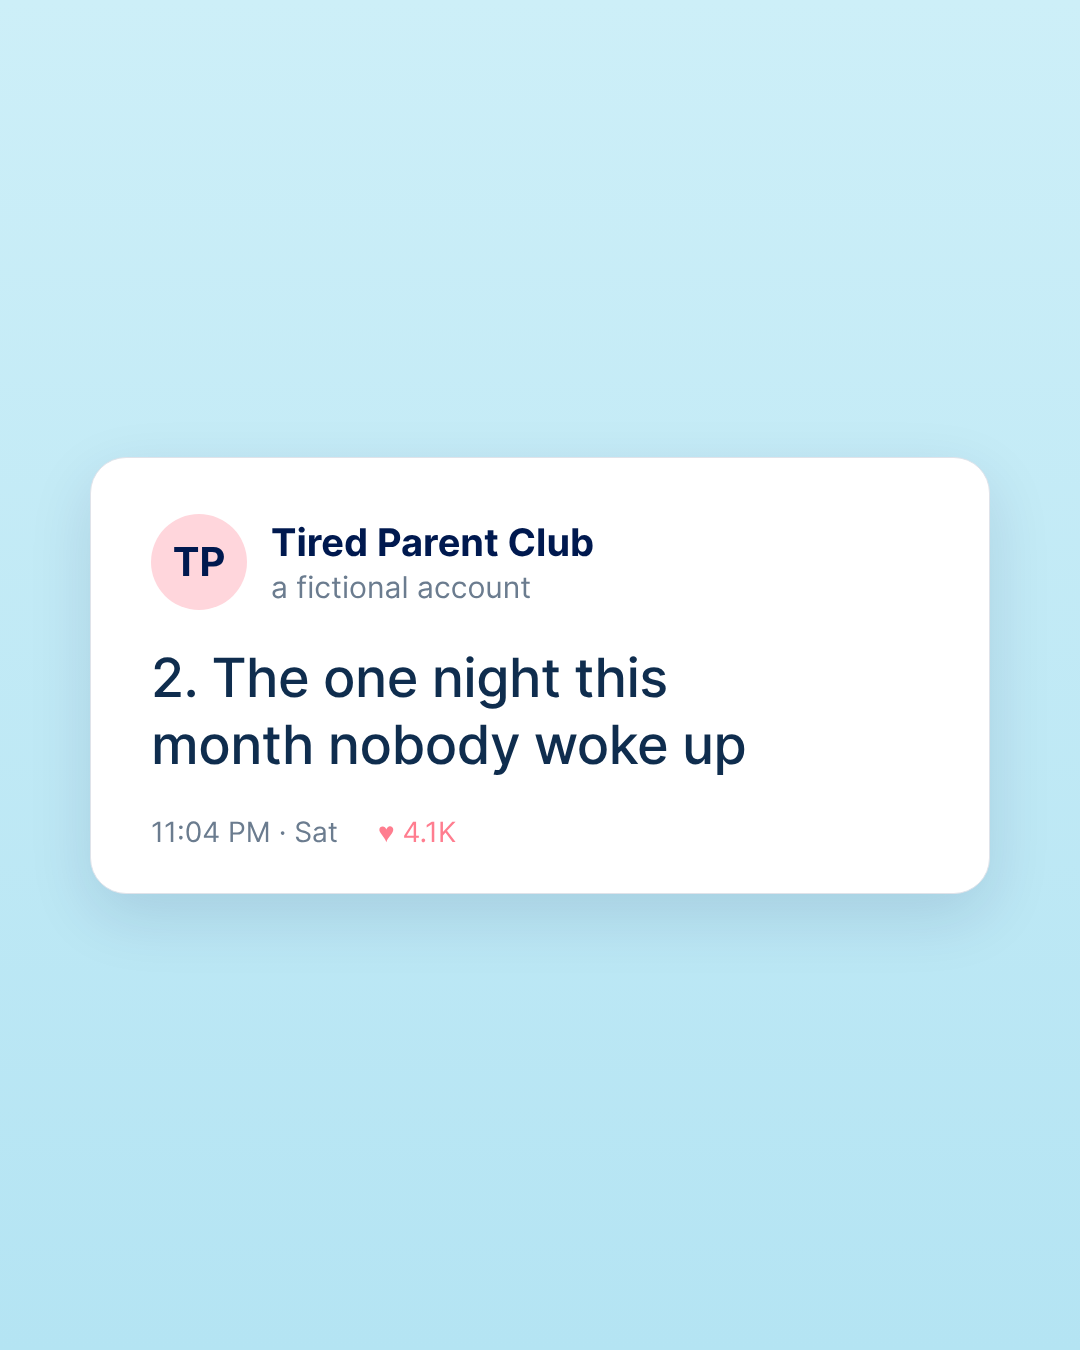 TP
Tired Parent Club
a fictional account
2. The one night this
month nobody woke up
11:04 PM · Sat ♥ 4.1K